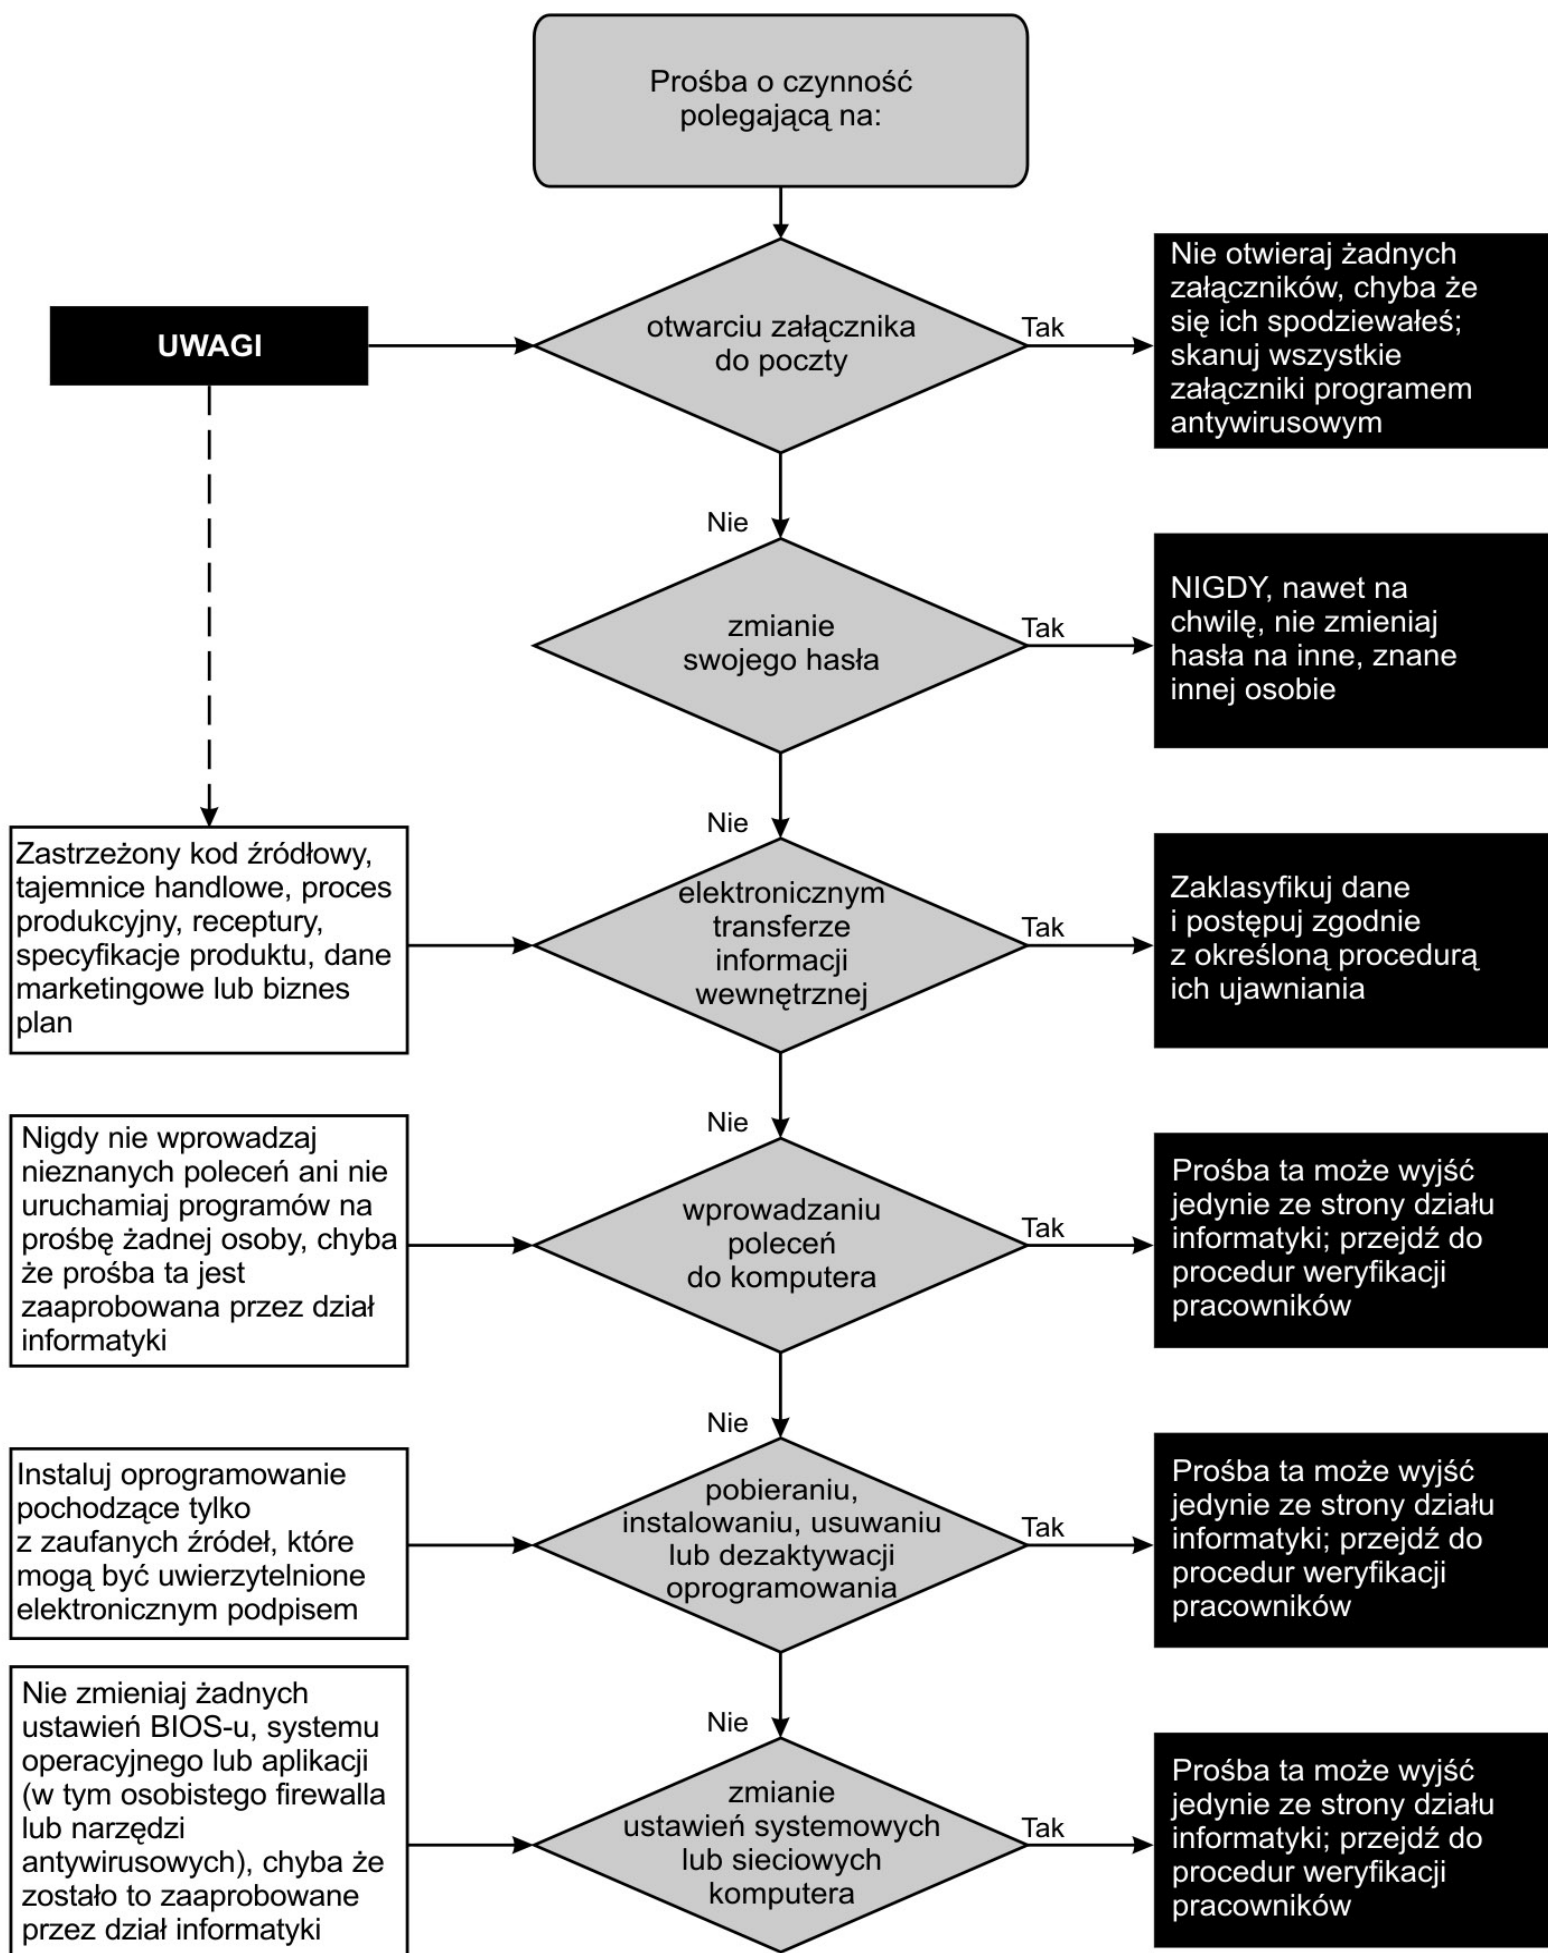 Prośba o czynność
polegającą na:
UWAGI
otwarciu załącznika
do poczty
Tak
Nie otwieraj żadnych
załączników, chyba że
się ich spodziewałeś;
skanuj wszystkie
załączniki programem
antywirusowym
Nie
zmianie
swojego hasła
Tak
NIGDY, nawet na
chwilę, nie zmieniaj
hasła na inne, znane
innej osobie
Nie
Zastrzeżony kod źródłowy,
tajemnice handlowe, proces
produkcyjny, receptury,
specyfikacje produktu, dane
marketingowe lub biznes
plan
elektronicznym
transferze
informacji
wewnętrznej
Tak
Zaklasyfikuj dane
i postępuj zgodnie
z określoną procedurą
ich ujawniania
Nie
Nigdy nie wprowadzaj
nieznanych poleceń ani nie
uruchamiaj programów na
prośbę żadnej osoby, chyba
że prośba ta jest
zaaprobowana przez dział
informatyki
wprowadzaniu
poleceń
do komputera
Tak
Prośba ta może wyjść
jedynie ze strony działu
informatyki; przejdź do
procedur weryfikacji
pracowników
Nie
Instaluj oprogramowanie
pochodzące tylko
z zaufanych źródeł, które
mogą być uwierzytelnione
elektronicznym podpisem
pobieraniu,
instalowaniu, usuwaniu
lub dezaktywacji
oprogramowania
Tak
Prośba ta może wyjść
jedynie ze strony działu
informatyki; przejdź do
procedur weryfikacji
pracowników
Nie
Nie zmieniaj żadnych
ustawień BIOS-u, systemu
operacyjnego lub aplikacji
(w tym osobistego firewalla
lub narzędzi
antywirusowych), chyba że
zostało to zaaprobowane
przez dział informatyki
zmianie
ustawień systemowych
lub sieciowych
komputera
Tak
Prośba ta może wyjść
jedynie ze strony działu
informatyki; przejdź do
procedur weryfikacji
pracowników